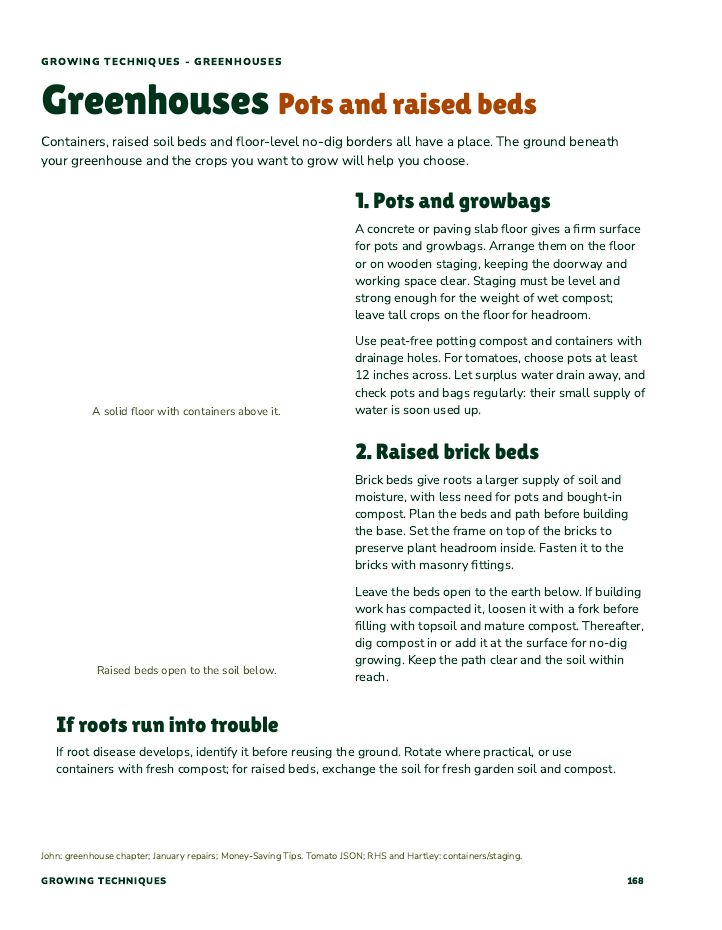 GROWING TECHNIQUES - GREENHOUSES
Greenhouses Pots and raised beds
Containers, raised soil beds and floor-level no-dig borders all have a place. The ground beneath
your greenhouse and the crops you want to grow will help you choose.
1. Pots and growbags
A concrete or paving slab floor gives a firm surface
for pots and growbags. Arrange them on the floor
or on wooden staging, keeping the doorway and
working space clear. Staging must be level and
strong enough for the weight of wet compost;
leave tall crops on the floor for headroom.
Use peat-free potting compost and containers with
drainage holes. For tomatoes, choose pots at least
12 inches across. Let surplus water drain away, and
check pots and bags regularly: their small supply of
water is soon used up.
A solid floor with containers above it.
2. Raised brick beds
Brick beds give roots a larger supply of soil and
moisture, with less need for pots and bought-in
compost. Plan the beds and path before building
the base. Set the frame on top of the bricks to
preserve plant headroom inside. Fasten it to the
bricks with masonry fittings.
Leave the beds open to the earth below. If building
work has compacted it, loosen it with a fork before
filling with topsoil and mature compost. Thereafter,
dig compost in or add it at the surface for no-dig
growing. Keep the path clear and the soil within
reach.
Raised beds open to the soil below.
If roots run into trouble
If root disease develops, identify it before reusing the ground. Rotate where practical, or use
containers with fresh compost; for raised beds, exchange the soil for fresh garden soil and compost.
John: greenhouse chapter; January repairs; Money-Saving Tips. Tomato JSON; RHS and Hartley: containers/staging.
GROWING TECHNIQUES
168